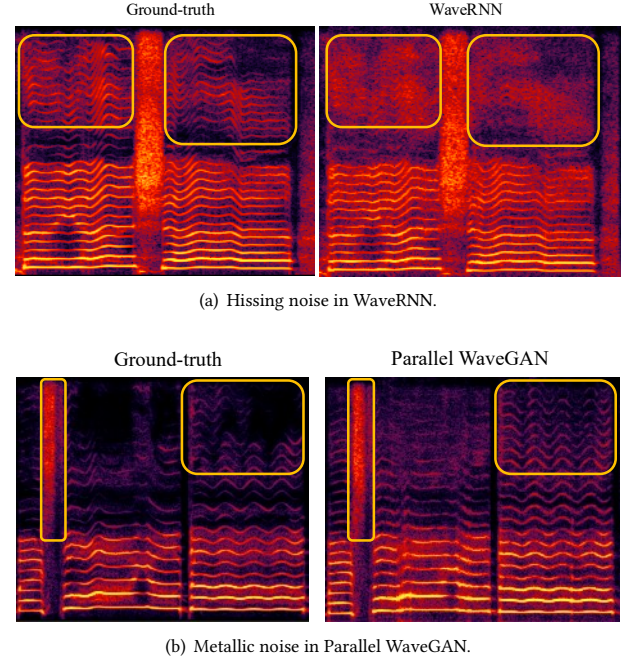 Ground-truth WaveRNN
(a) Hissing noise in WaveRNN.
Ground-truth Parallel WaveGAN
(b) Metallic noise in Parallel WaveGAN.